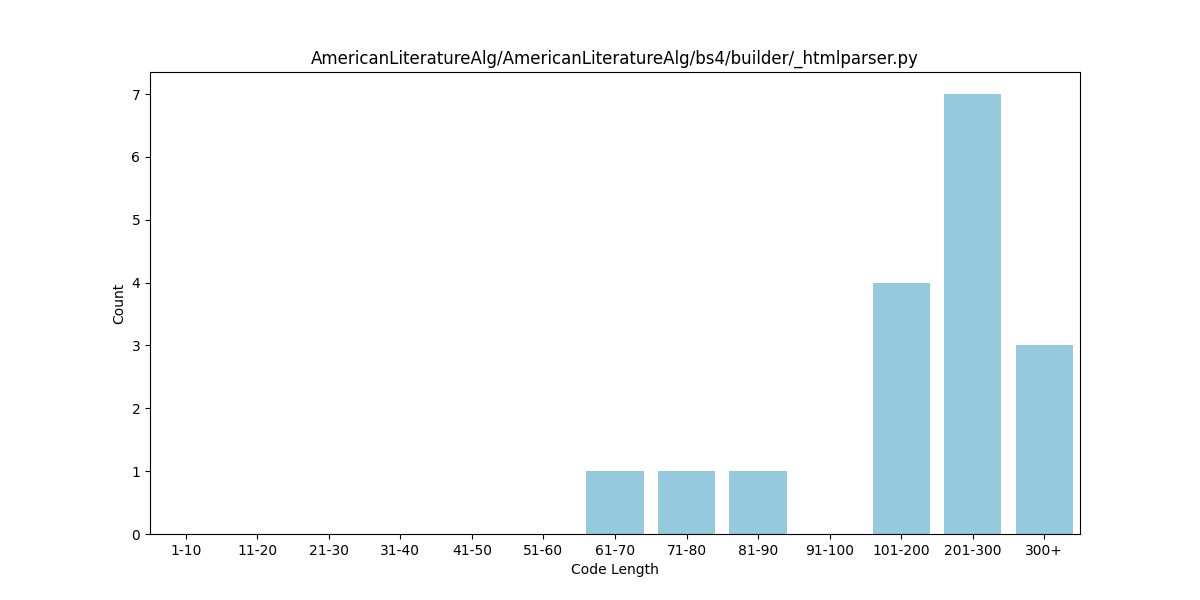 AmericanLiteratureAlg/AmericanLiteratureAlg/bs4/builder/_htmlparser.py
7
6
5
4
3
2
1
0
Count
1-10 11-20 21-30 31-40 41-50 51-60 61-70 71-80 81-90 91-100 101-200 201-300 300+
Code Length